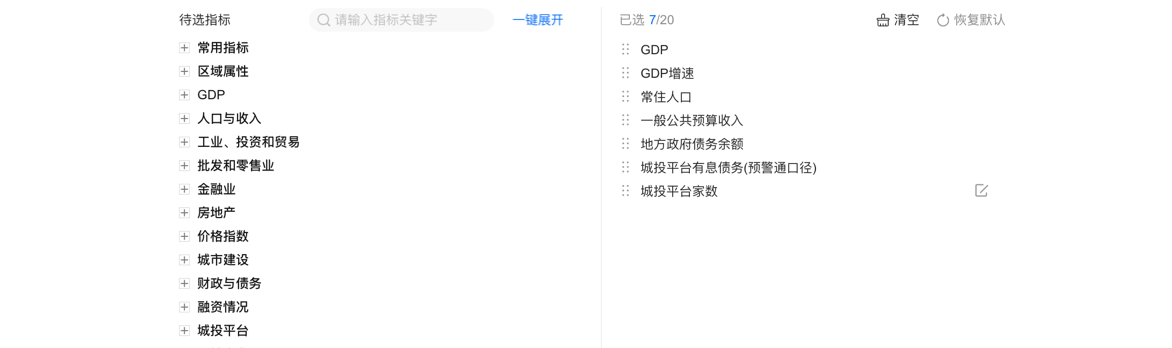 待选指标
请输入指标关键字
一键展开
常用指标
区域属性
GDP
人口与收入
工业、投资和贸易
批发和零售业
金融业
房地产
价格指数
城市建设
财政与债务
融资情况
城投平台
已选 7/20
清空
恢复默认
GDP
GDP增速
常住人口
一般公共预算收入
地方政府债务余额
城投平台有息债务(预警通口径)
城投平台家数